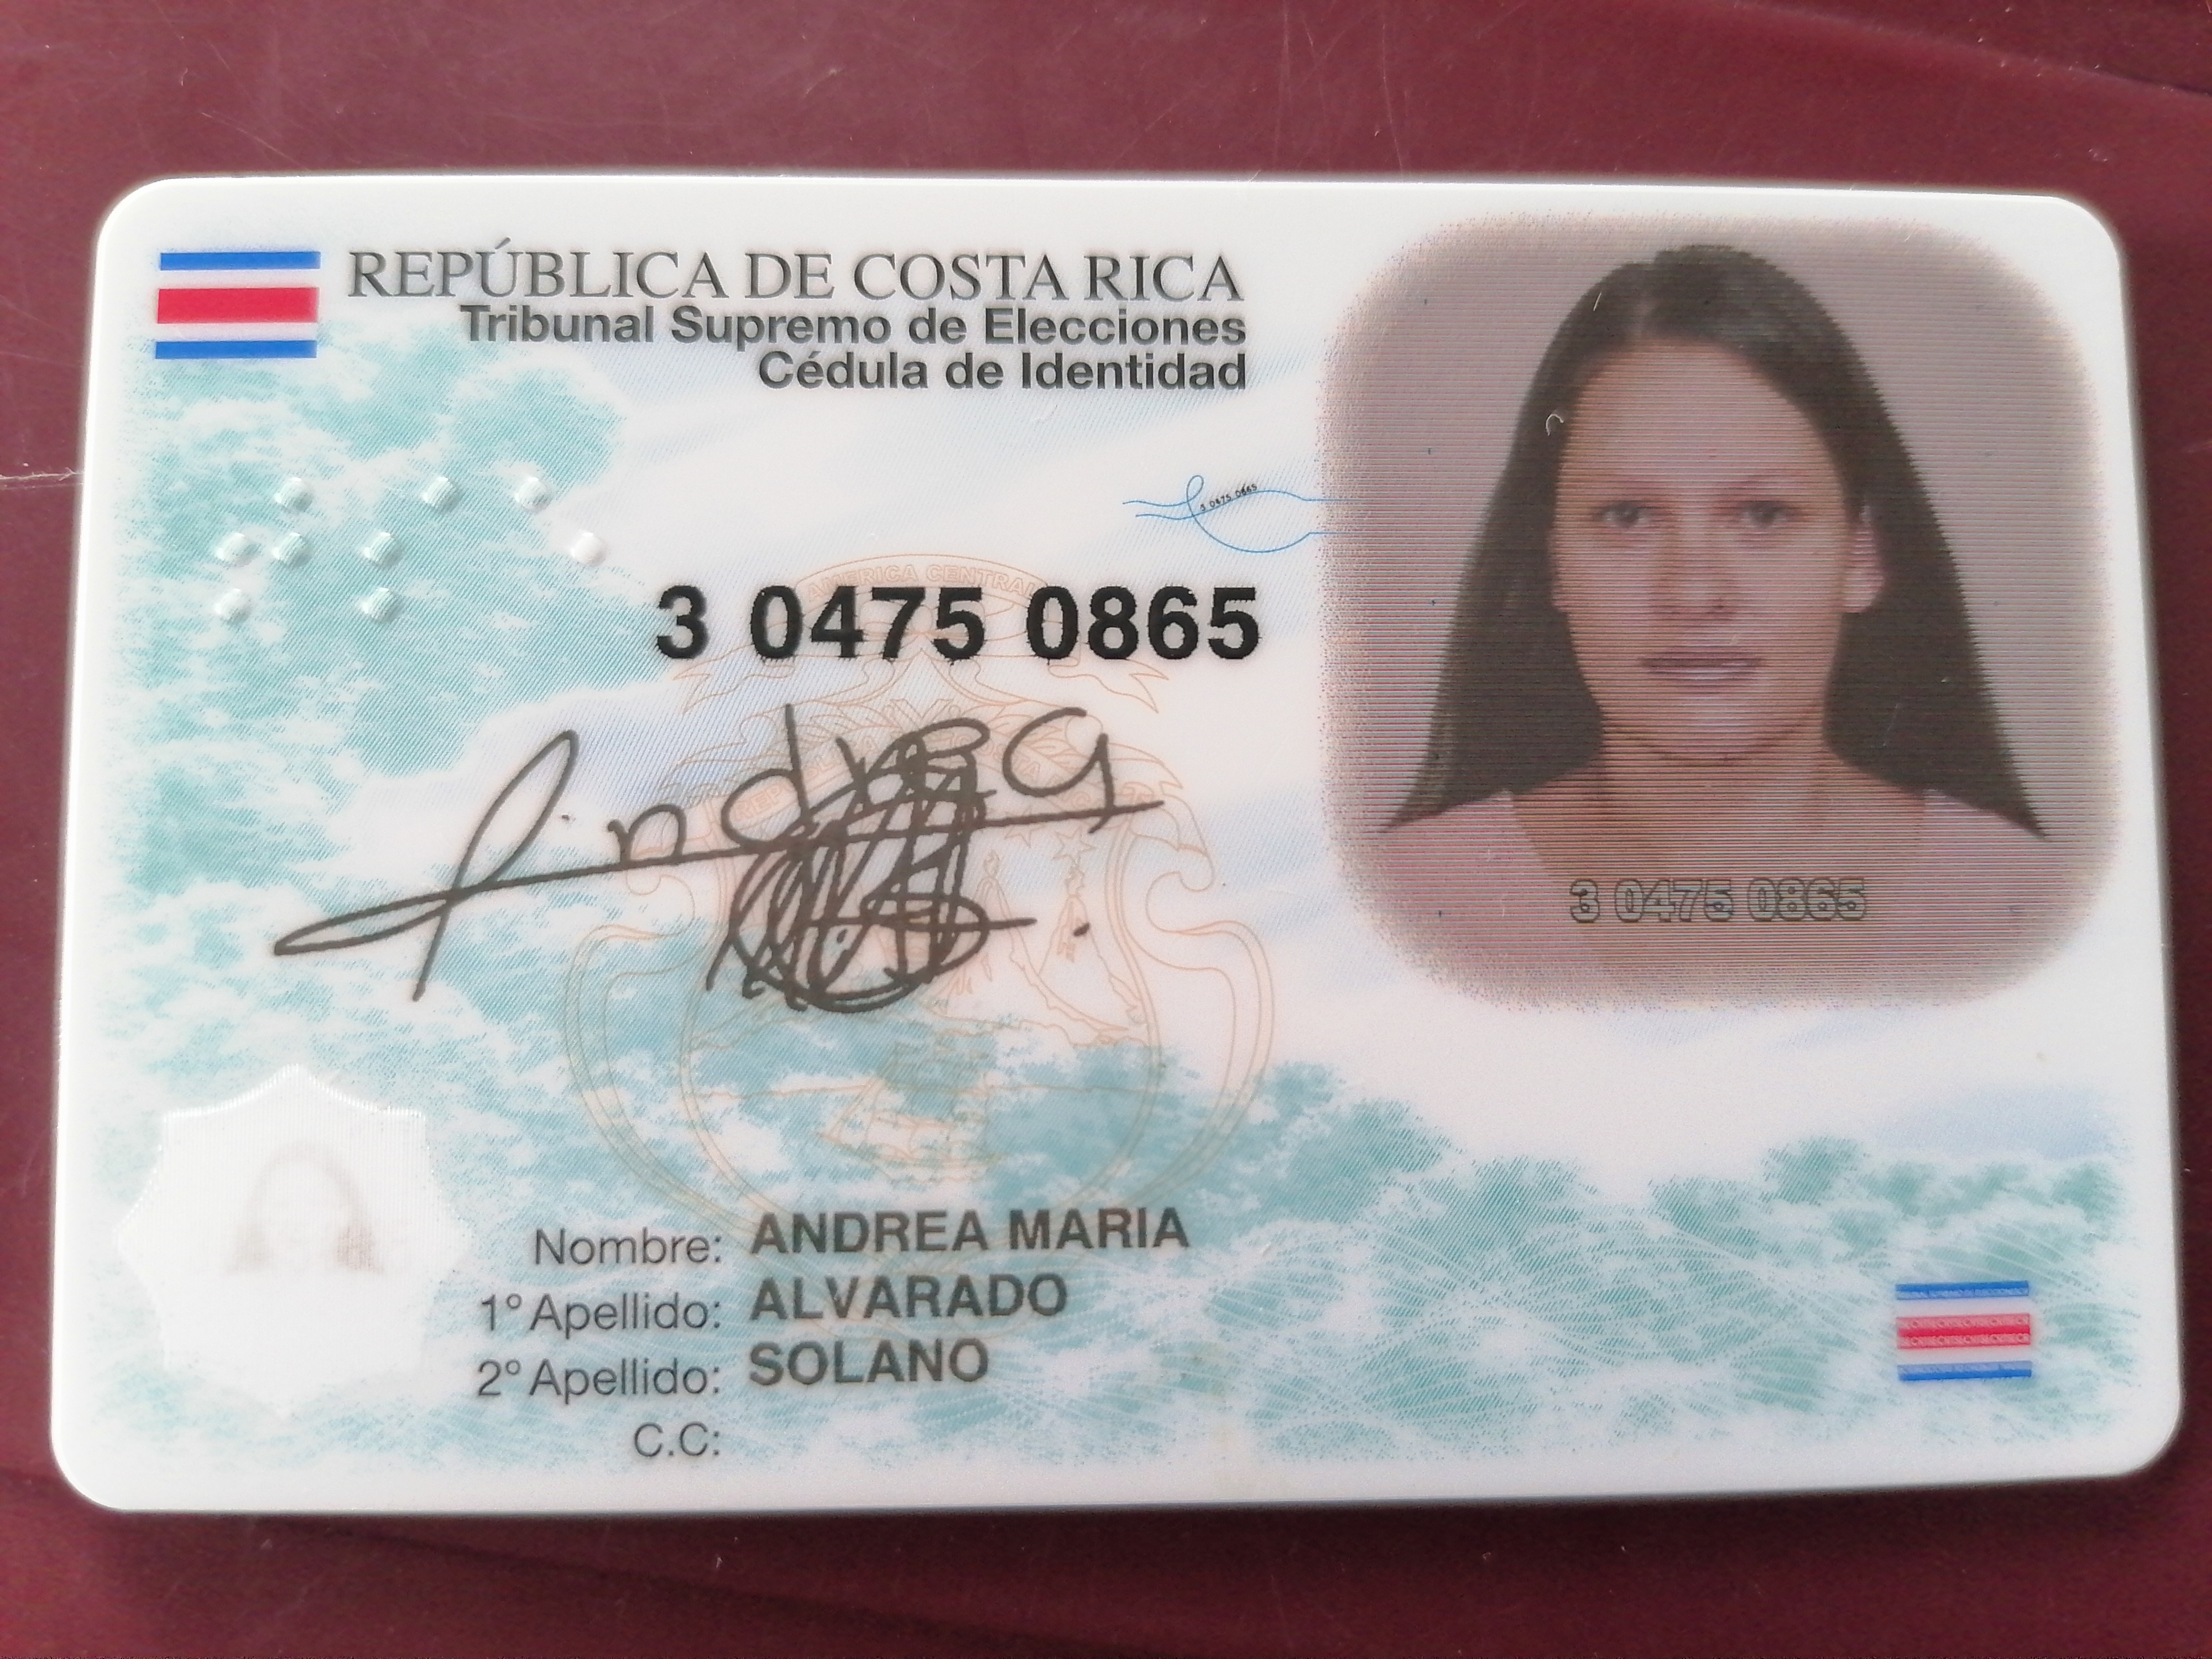 REPÚBLICA DE COSTA RICA
Tribunal Supremo de Elecciones
Cédula de Identidad
3 0475 0865
AMERICA CENTRAL
3 0475 0865
Andrea
3 0475 0865
Nombre: ANDREA MARIA
1° Apellido: ALVARADO
2° Apellido: SOLANO
C.C: